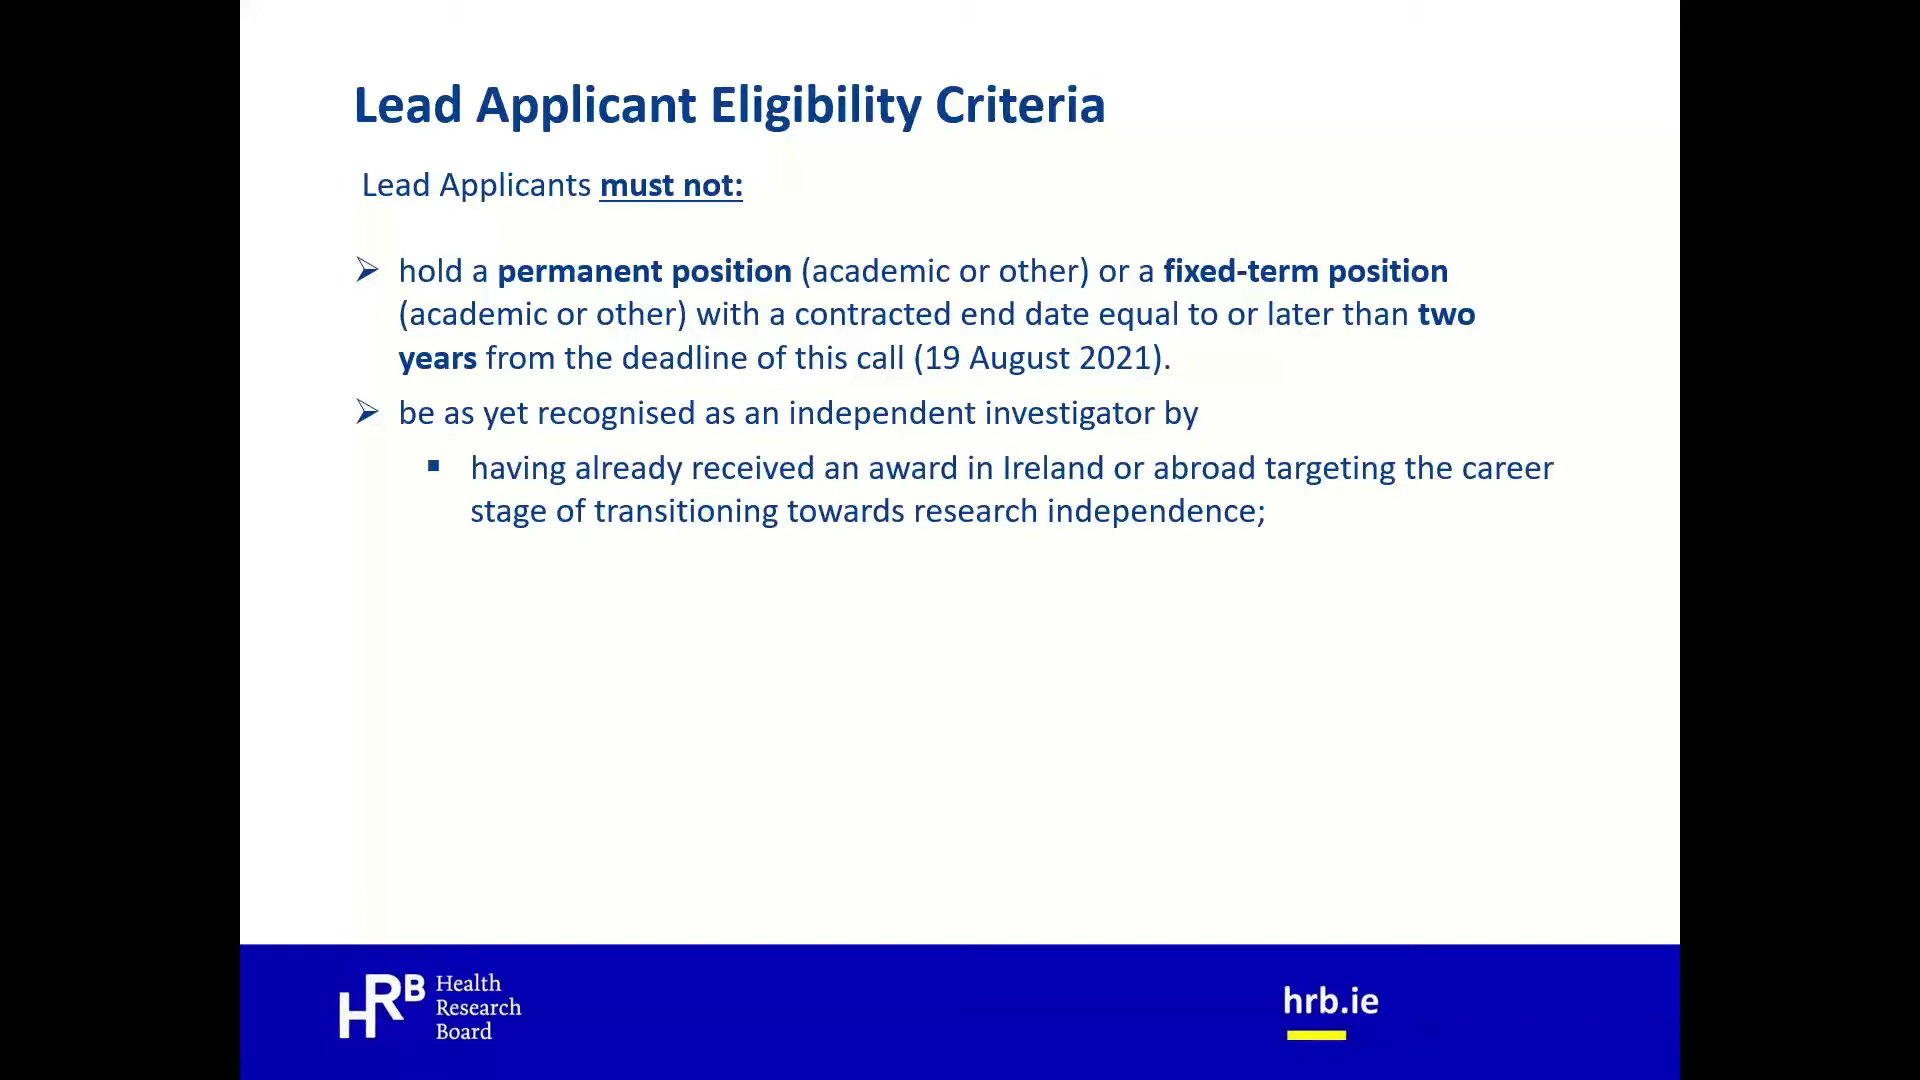 Lead Applicant Eligibility Criteria
Lead Applicants must not:
hold a permanent position (academic or other) or a fixed-term position
(academic or other) with a contracted end date equal to or later than two
years from the deadline of this call (19 August 2021).
be as yet recognised as an independent investigator by
having already received an award in Ireland or abroad targeting the career
stage of transitioning towards research independence;
HRB
Health
Research
Board
hrb.ie